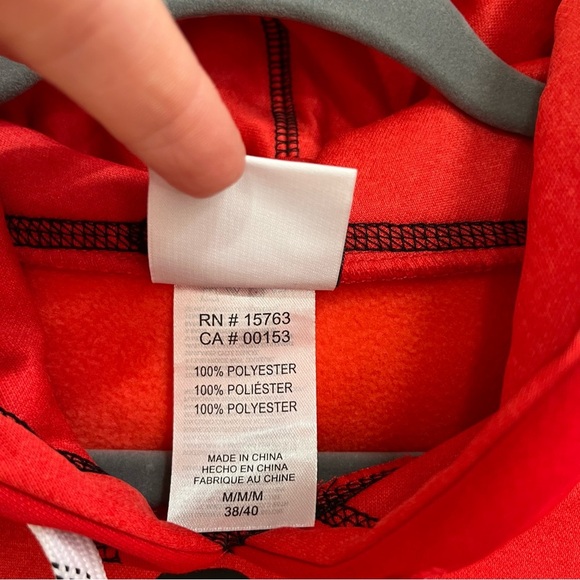 RN # 15763
CA # 00153
100% POLYESTER
100% POLIÉSTER
100% POLYESTER
MADE IN CHINA
HECHO EN CHINA
FABRIQUE AU CHINE
M/M/M
38/40